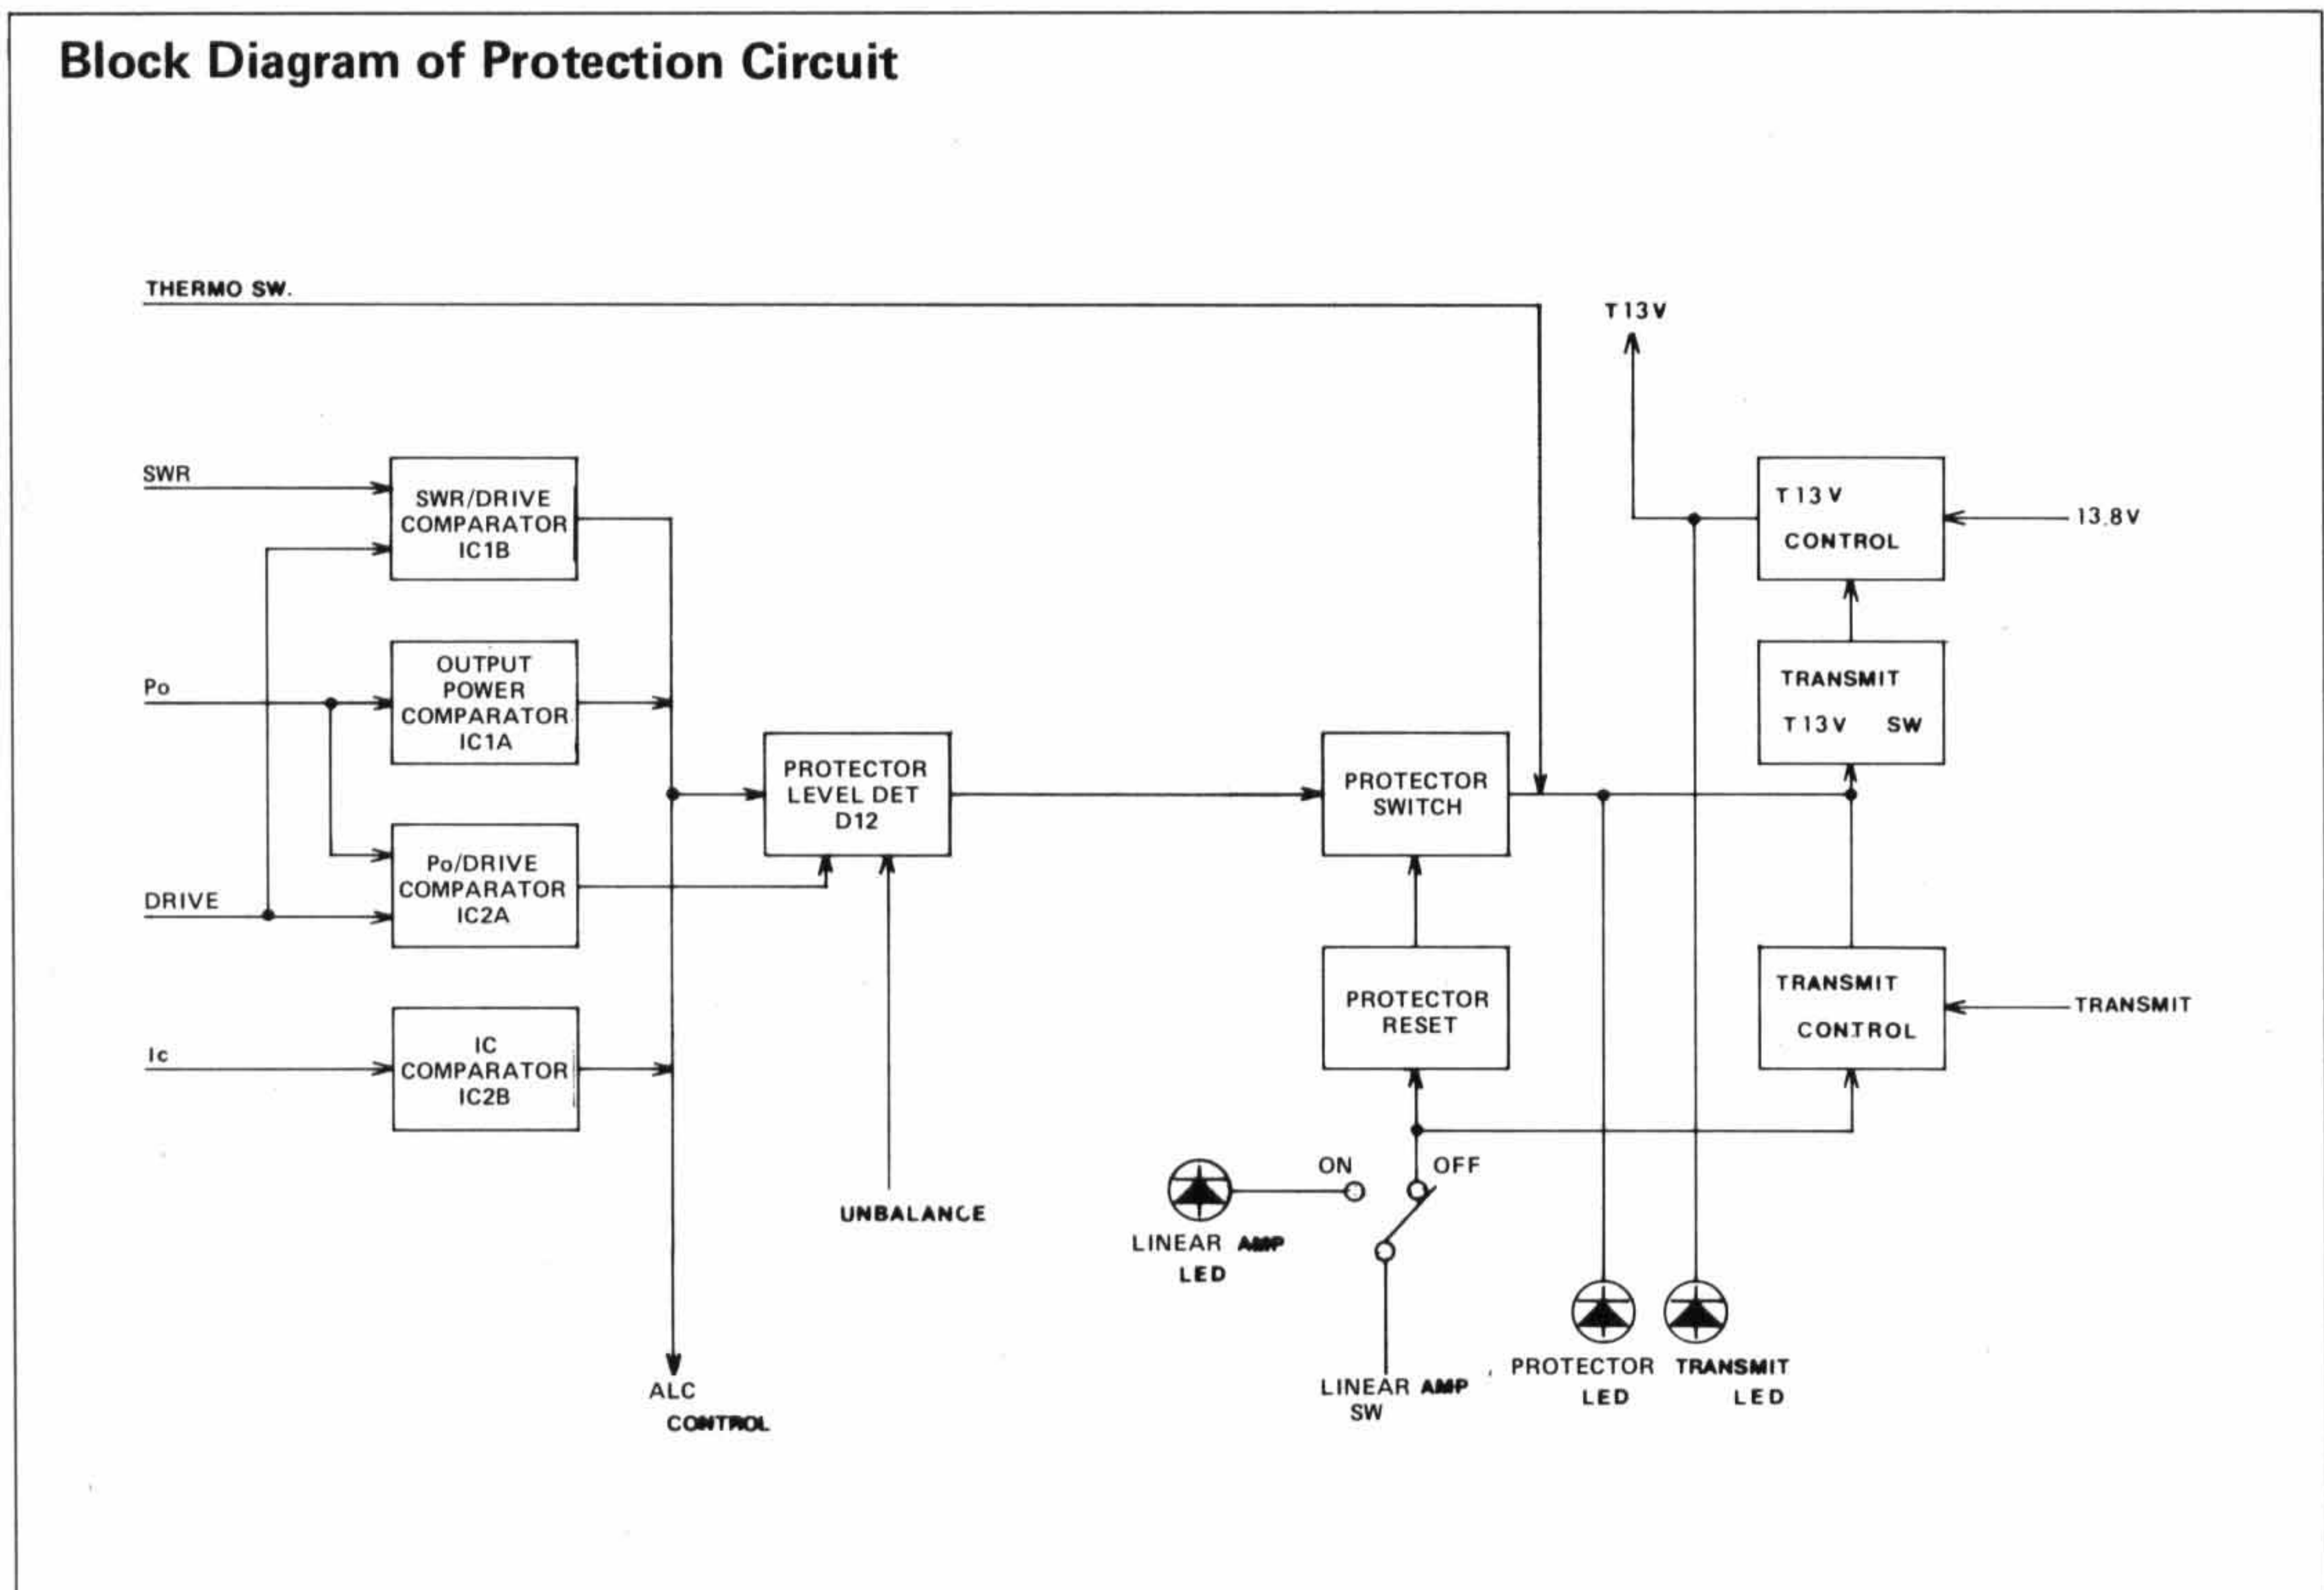 Block Diagram of Protection Circuit
THERMO SW.
T13V
SWR
SWR/DRIVE
COMPARATOR
IC1B
T13V
CONTROL
13.8V
Po
OUTPUT
POWER
COMPARATOR
IC1A
TRANSMIT
T13V SW
PROTECTOR
LEVEL DET
D12
PROTECTOR
SWITCH
DRIVE
Po/DRIVE
COMPARATOR
IC2A
PROTECTOR
RESET
TRANSMIT
CONTROL
TRANSMIT
Ic
IC
COMPARATOR
IC2B
ON
OFF
UNBALANCE
LINEAR AMP
LED
ALC
CONTROL
LINEAR AMP
SW
PROTECTOR
LED
TRANSMIT
LED